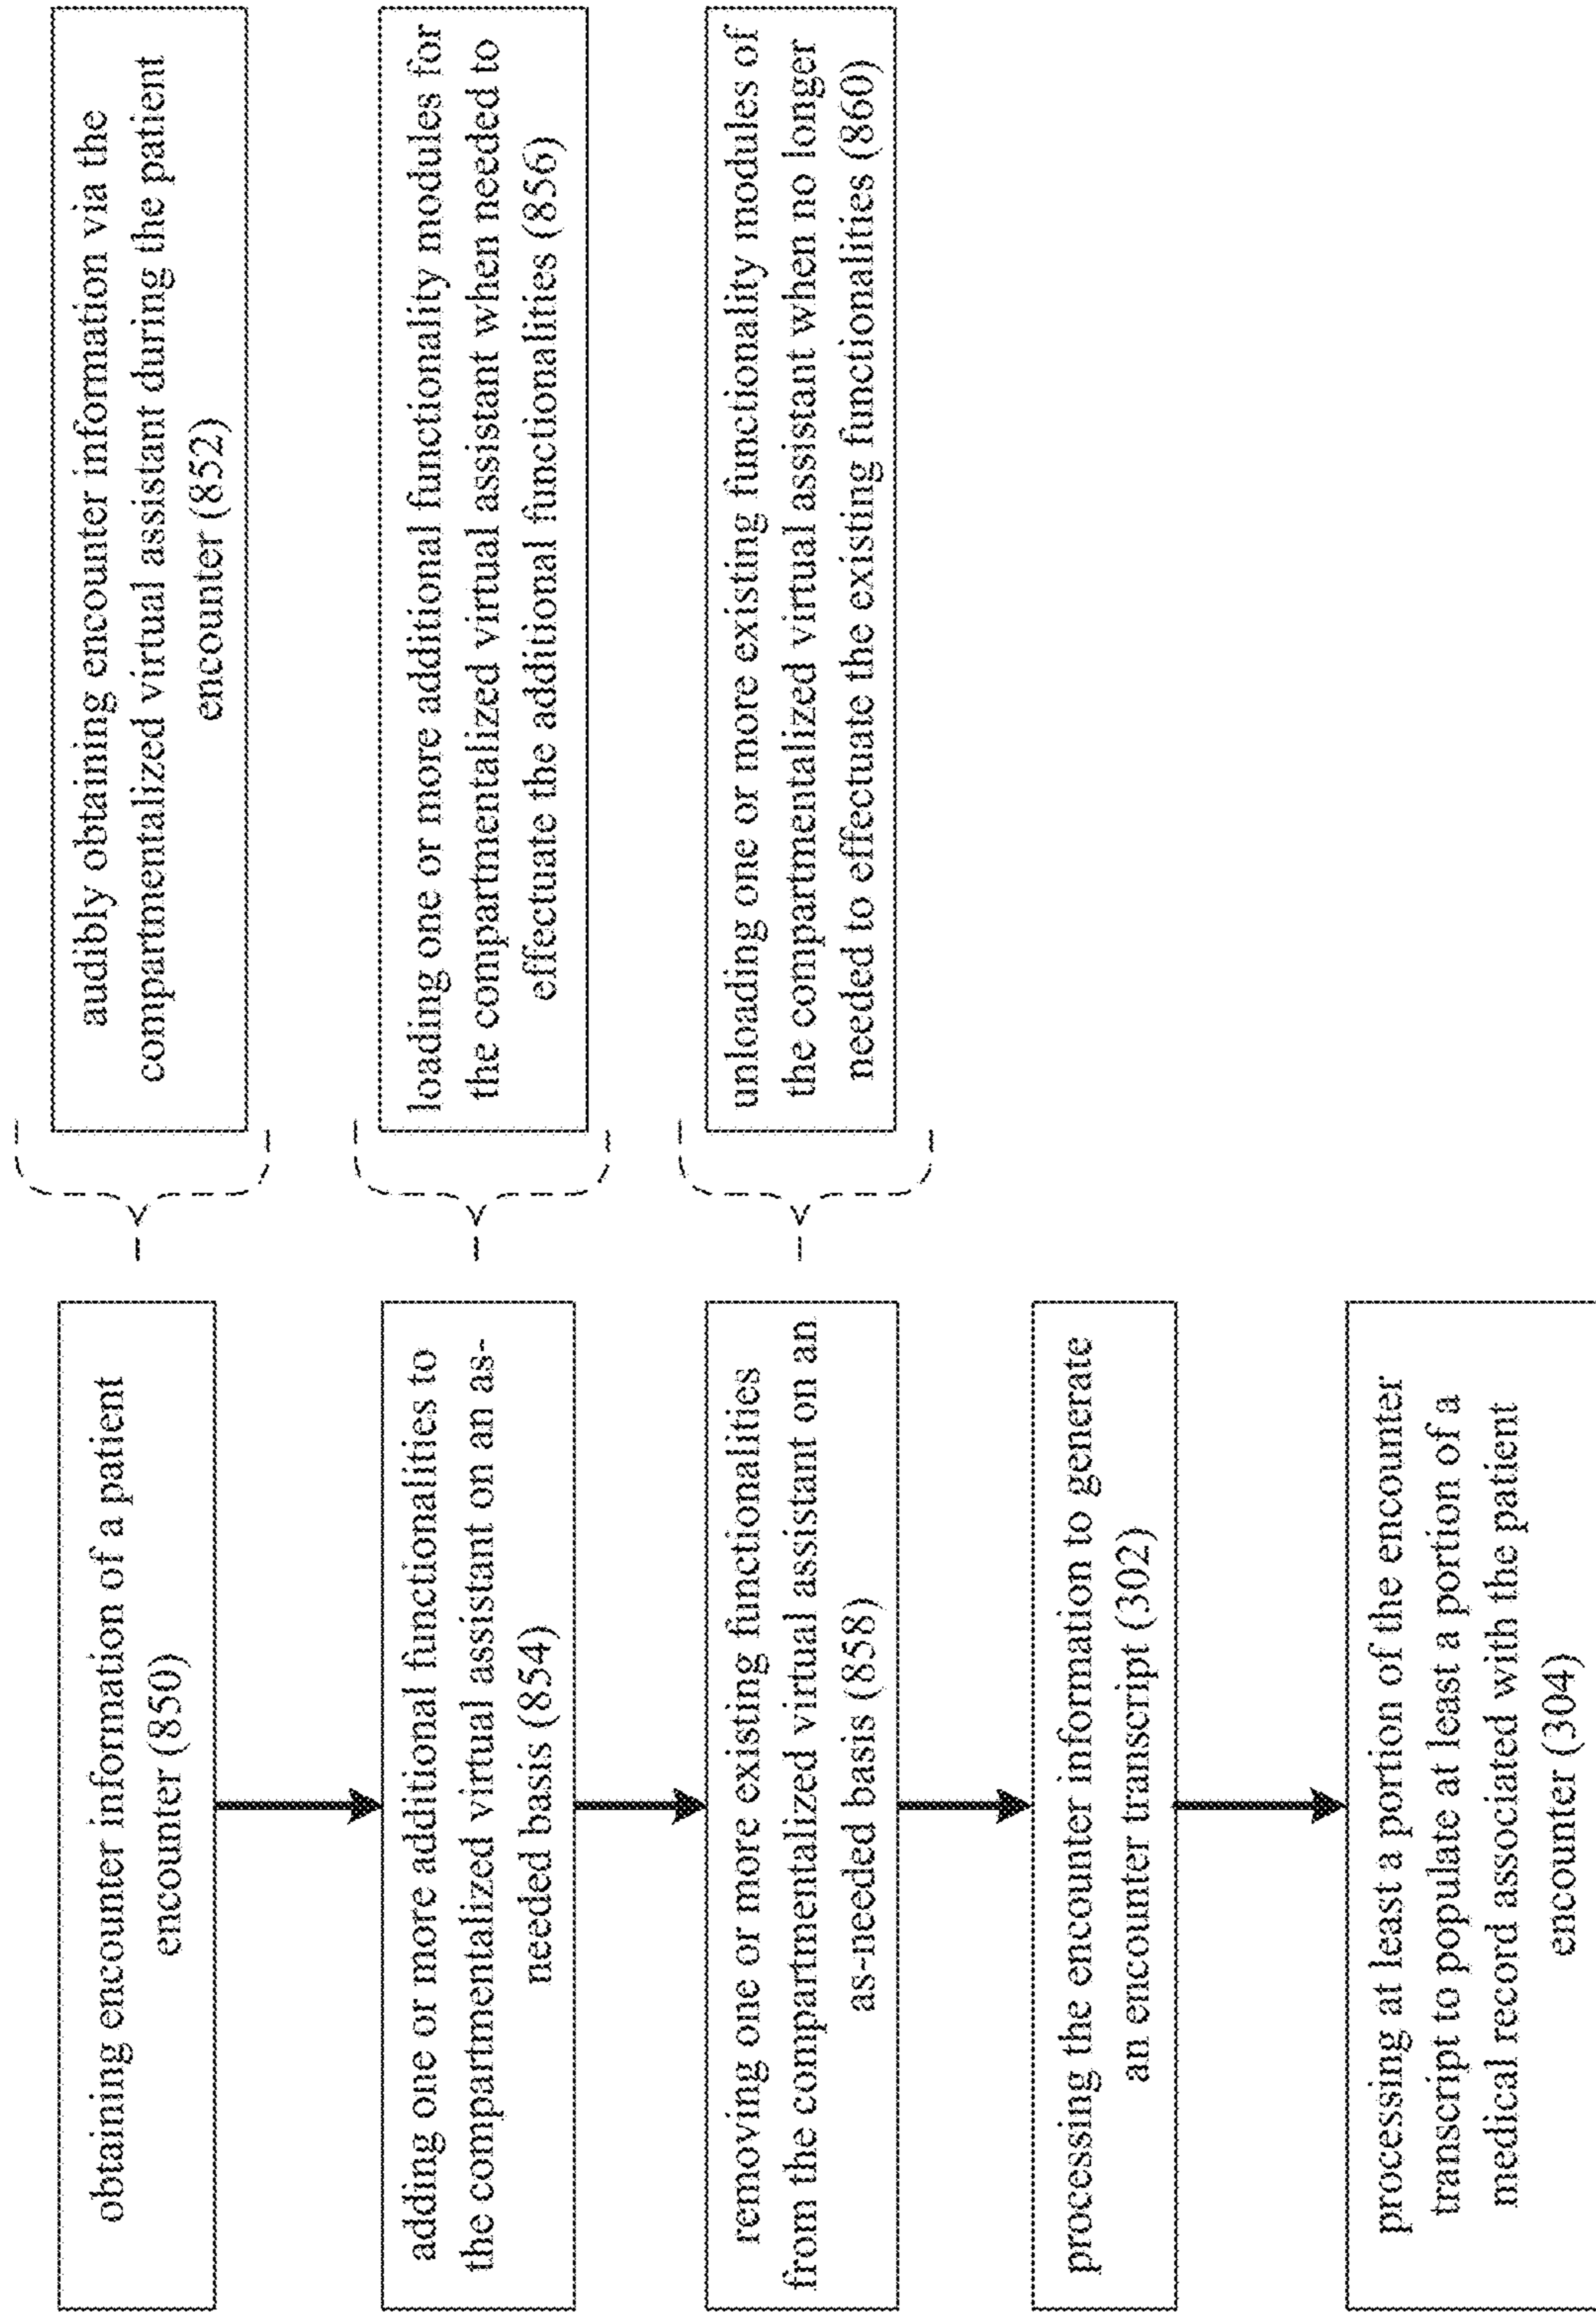 obtaining encounter information of a patient
encounter (850)
audibly obtaining encounter information via the
compartmentalized virtual assistant during the patient
encounter (852)
adding one or more additional functionalities to
the compartmentalized virtual assistant on an as-
needed basis (854)
loading one or more additional functionality modules for
the compartmentalized virtual assistant when needed to
effectuate the additional functionalities (856)
removing one or more existing functionalities
from the compartmentalized virtual assistant on an
as-needed basis (858)
unloading one or more existing functionality modules of
the compartmentalized virtual assistant when no longer
needed to effectuate the existing functionalities (860)
processing the encounter information to generate
an encounter transcript (302)
processing at least a portion of the encounter
transcript to populate at least a portion of a
medical record associated with the patient
encounter (304)